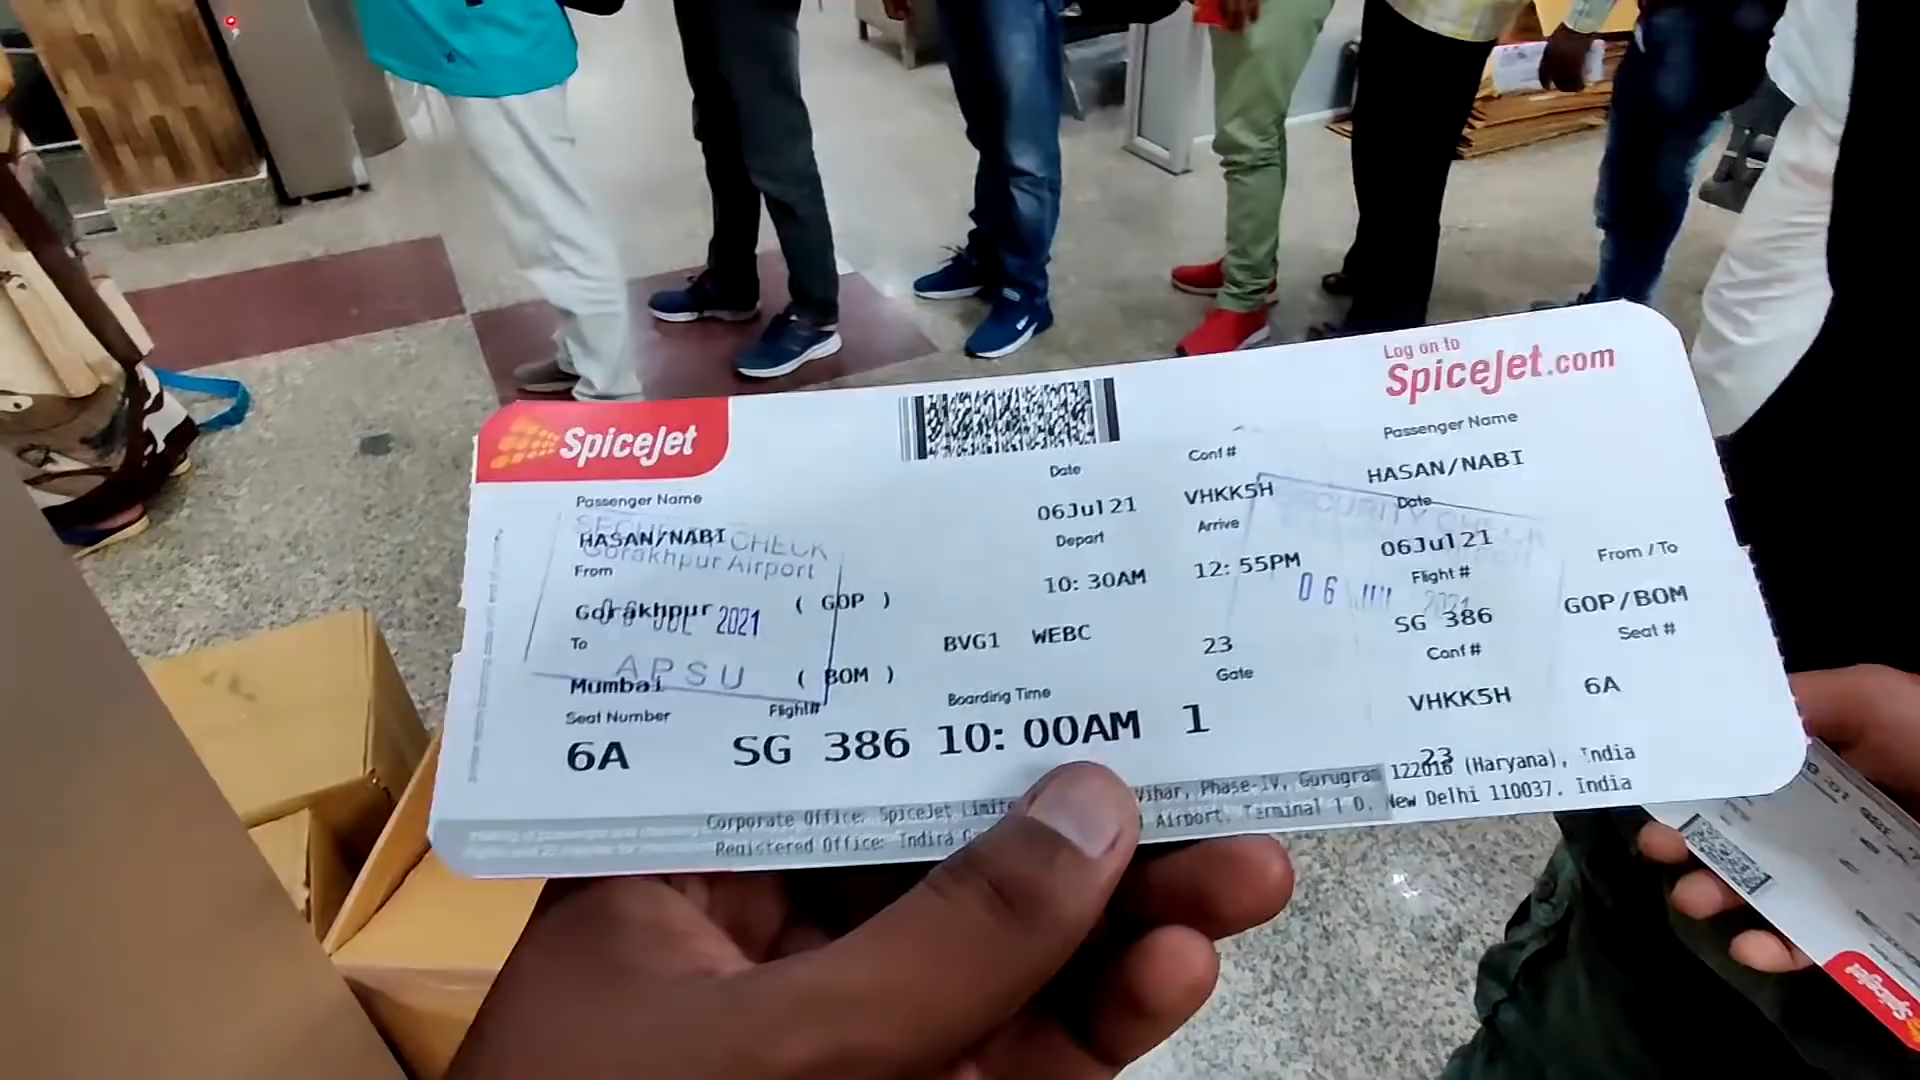 SpiceJet
Passenger Name
HASAN/NABI
From
Gorakhpur ( GOP )
To
Mumbai ( BOM )
Seat Number
6A
Flight#
SG 386
Date
06Jul21
Conf #
VHKK5H
Depart
10:30AM
Arrive
12:55PM
BVG1 WEBC
23
Boarding Time
10:00AM
Gate
1
SECURITY CHECK
Gorakhpur Airport
2021
APSU
Corporate Office, SpiceJet
Vihar, Phase-IV, Gurugram 122016 (Haryana), India
Registered Office: Indira
Airport, Terminal 1 D, New Delhi 110037. India
Log on to
SpiceJet.com
Passenger Name
HASAN/NABI
Date
06Jul21
SECURITY CHECK
06
2021
Flight #
SG 386
From / To
GOP/BOM
Conf #
VHKK5H
Seat #
6A
23
SpiceJet